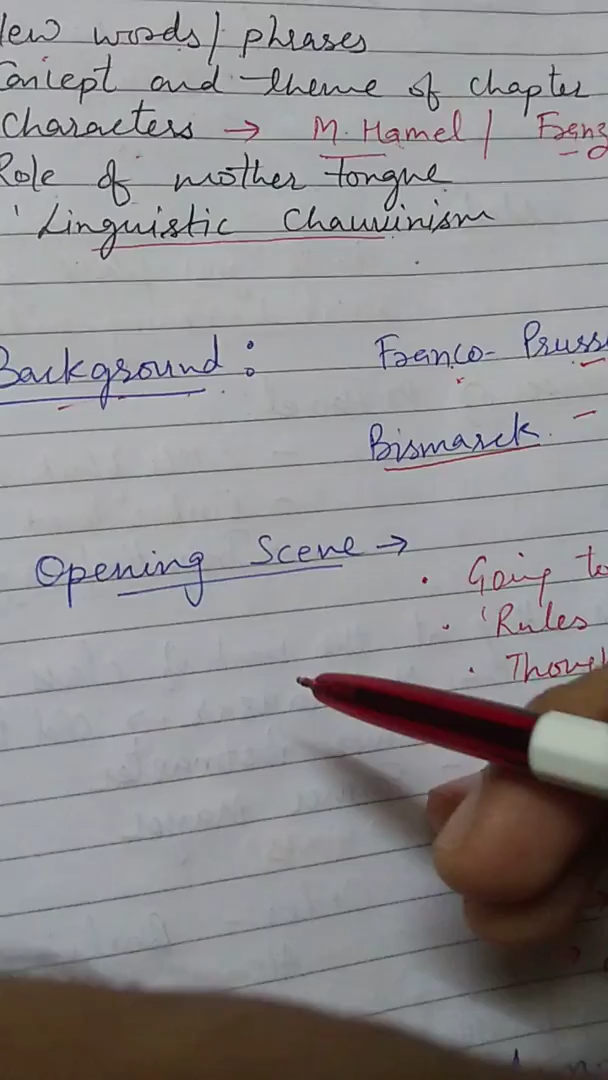 New words/ phrases
Concept and theme of chapter
Characters → M. Hamel / Franz
Role of mother tongue
' Linguistic Chauvinism
Background : Franco- Pruss
Bismarck. -
Opening Scene →
• Going to
• 'Rules
• Though